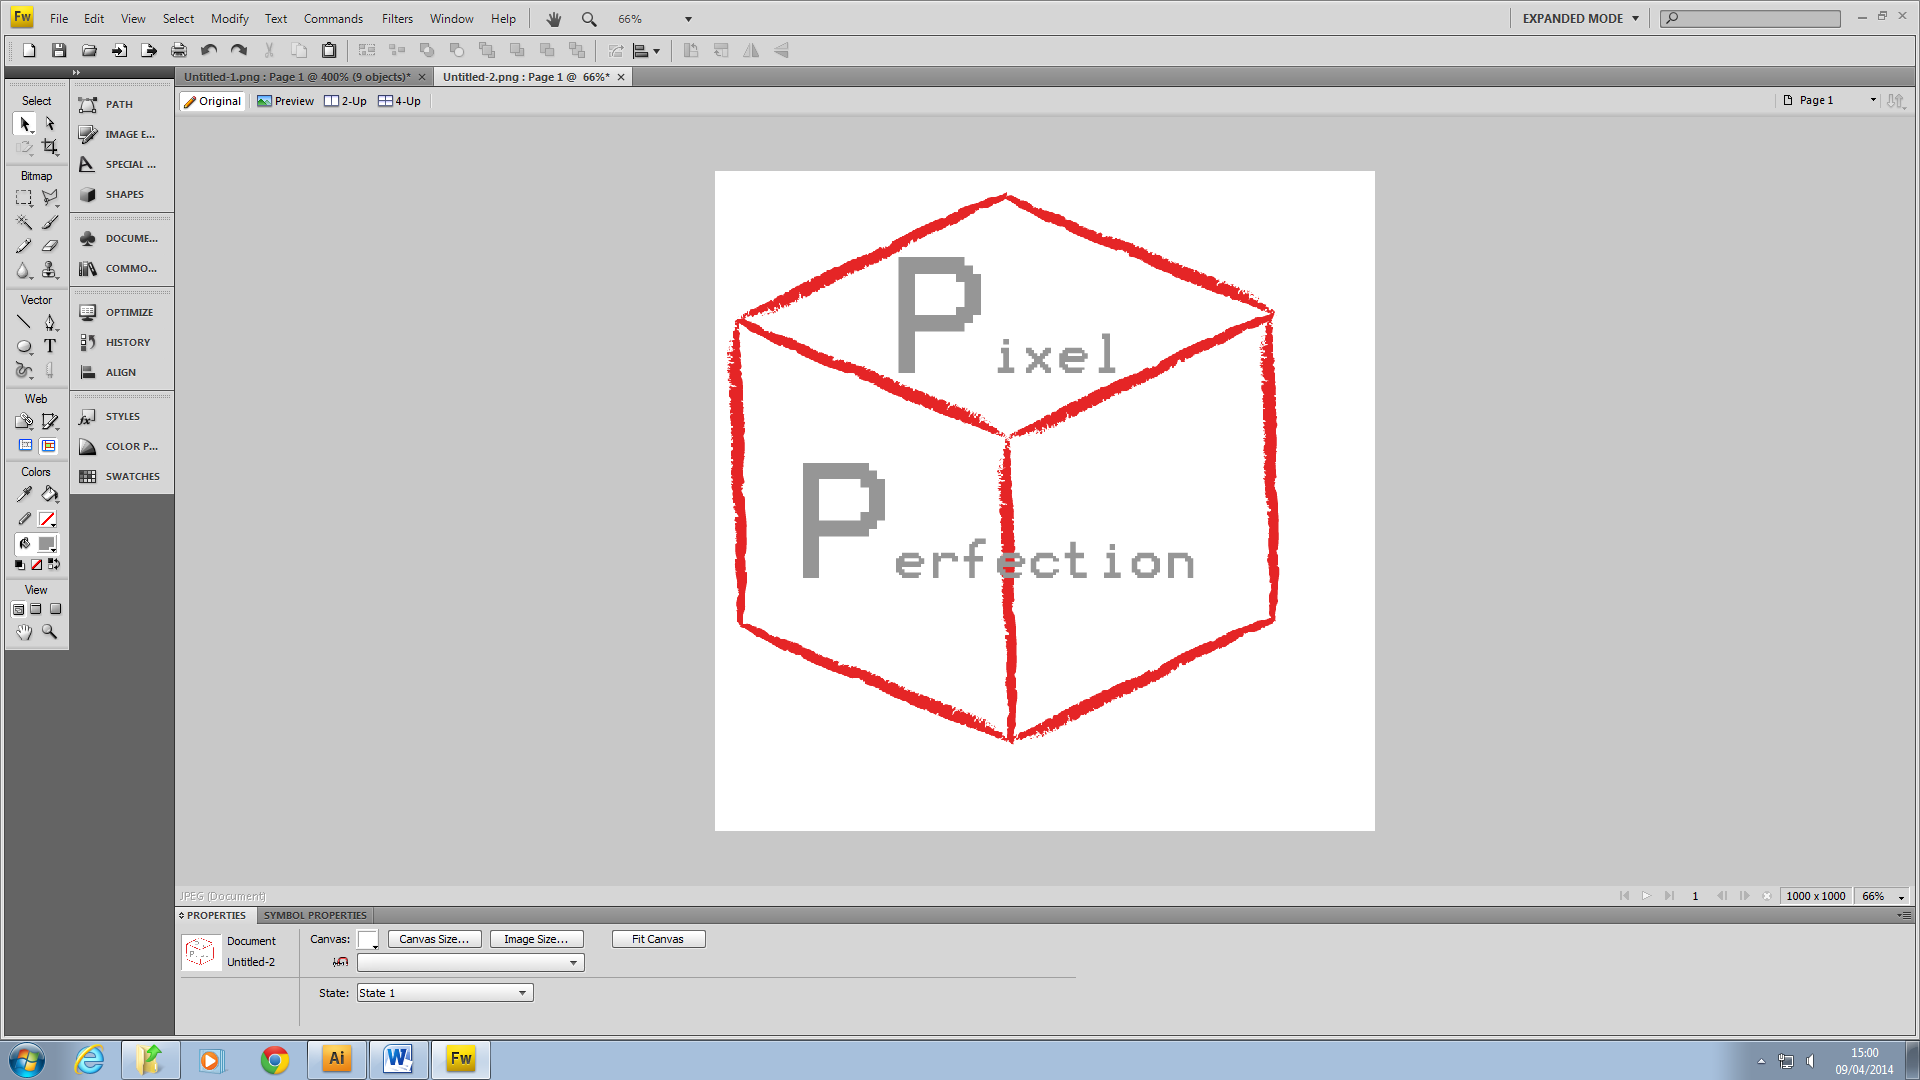 Fw File Edit View Select Modify Text Commands Filters Window Help 66% EXPANDED MODE
Untitled-1.png : Page 1 @ 400% (9 objects)* Untitled-2.png : Page 1 @ 66%*
Original Preview 2-Up 4-Up Page 1
Select
Bitmap
Vector
Web
Colors
View
PATH
IMAGE E...
SPECIAL ...
SHAPES
DOCUME...
COMMO...
OPTIMIZE
HISTORY
ALIGN
STYLES
COLOR P...
SWATCHES
Pixel
Perfection
JPEG (Document) 1 1000 x 1000 66%
PROPERTIES SYMBOL PROPERTIES
Document Canvas: Canvas Size... Image Size... Fit Canvas
Untitled-2
State: State 1
Ai W Fw
15:00
09/04/2014